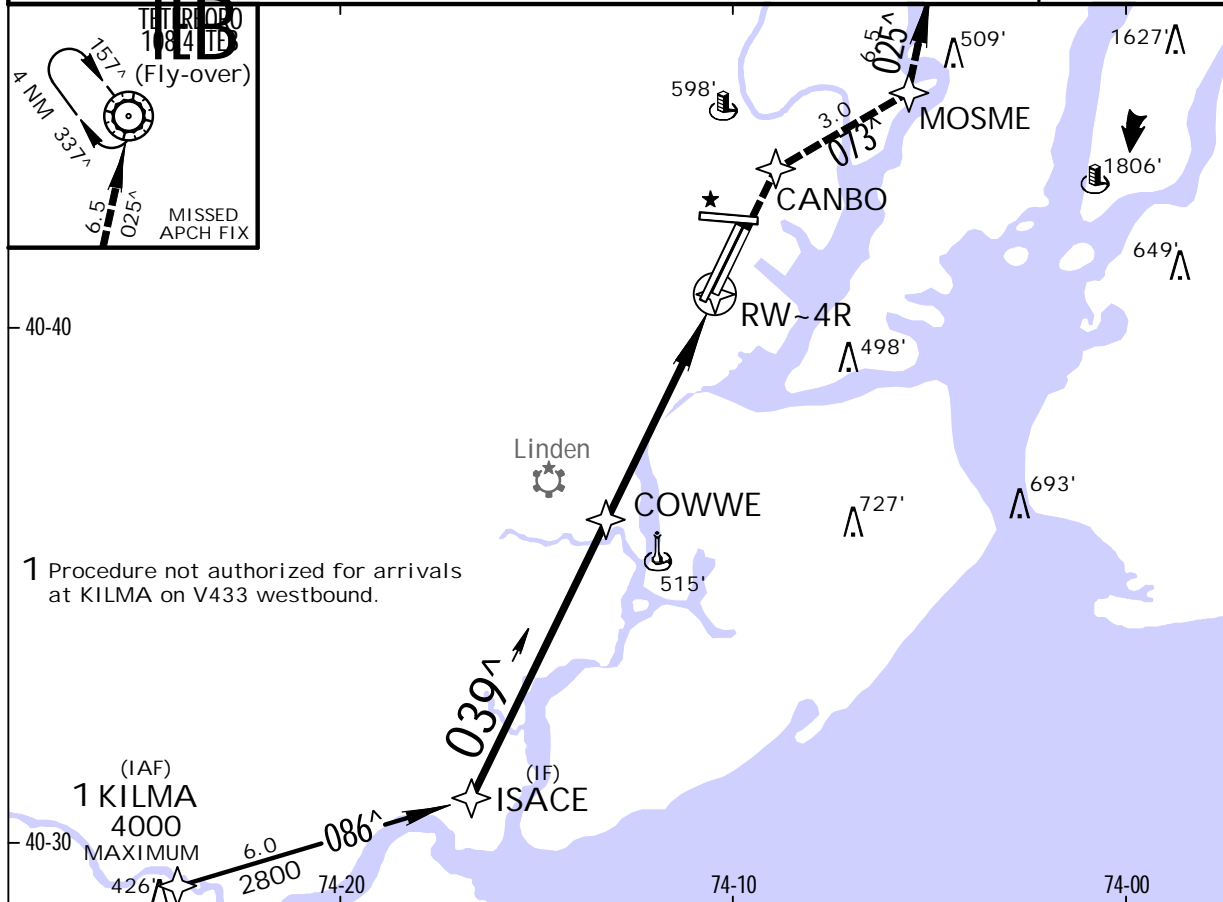 TETERBORO
108.4 TEB
TEB
(Fly-over)
157^
4 NM
337^
6.5
025^
MISSED
APCH FIX
6.5
025^
509'
1627'
598'
3.0
073^
MOSME
1806'
CANBO
649'
RW~4R
40-40
498'
Linden
COWWE
727'
693'
515'
1 Procedure not authorized for arrivals
at KILMA on V433 westbound.
039^
(IAF)
1 KILMA
4000
MAXIMUM
(IF)
ISACE
40-30
6.0
086^
2800
426'
74-20
74-10
74-00